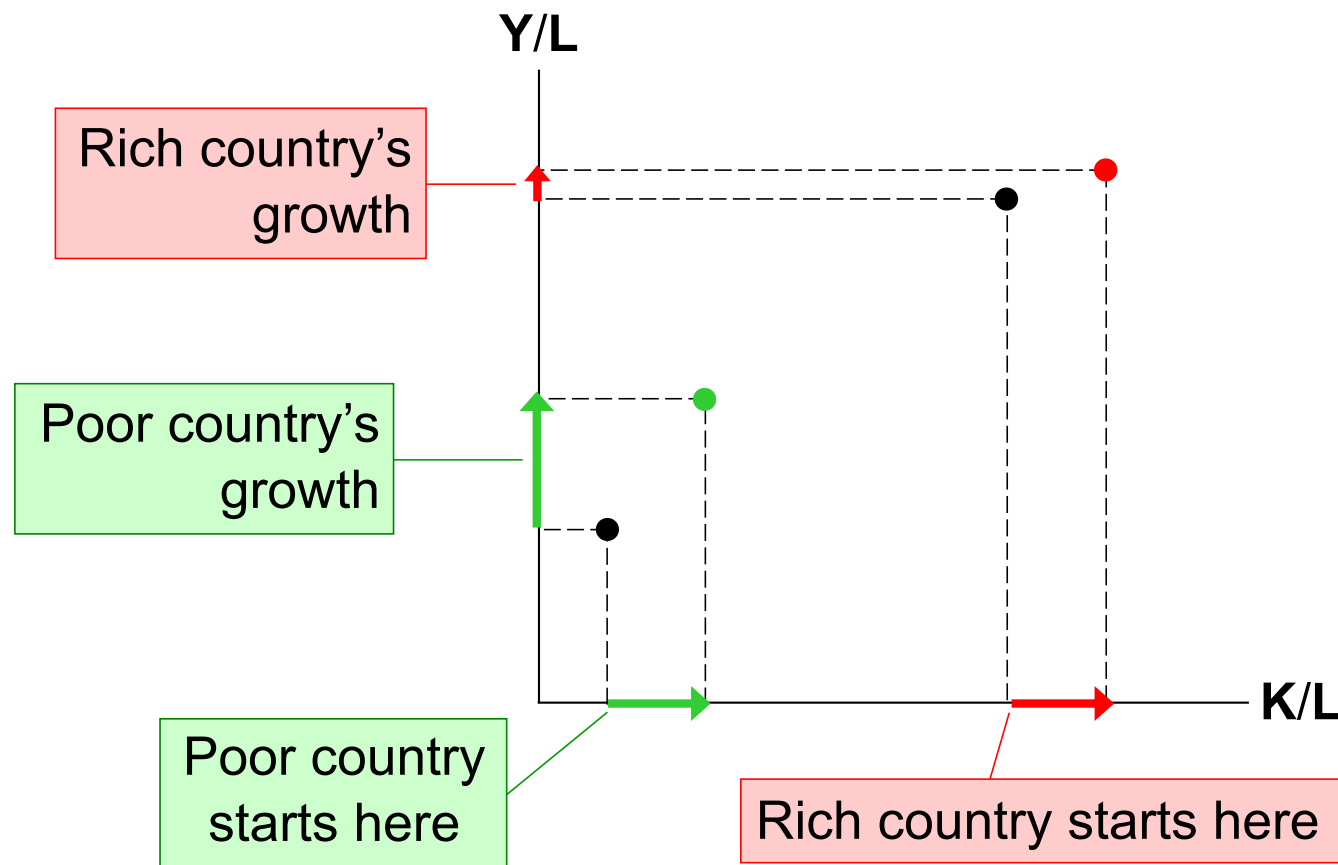 Y/L
Rich country’s
growth
Poor country’s
growth
K/L
Poor country
starts here
Rich country starts here